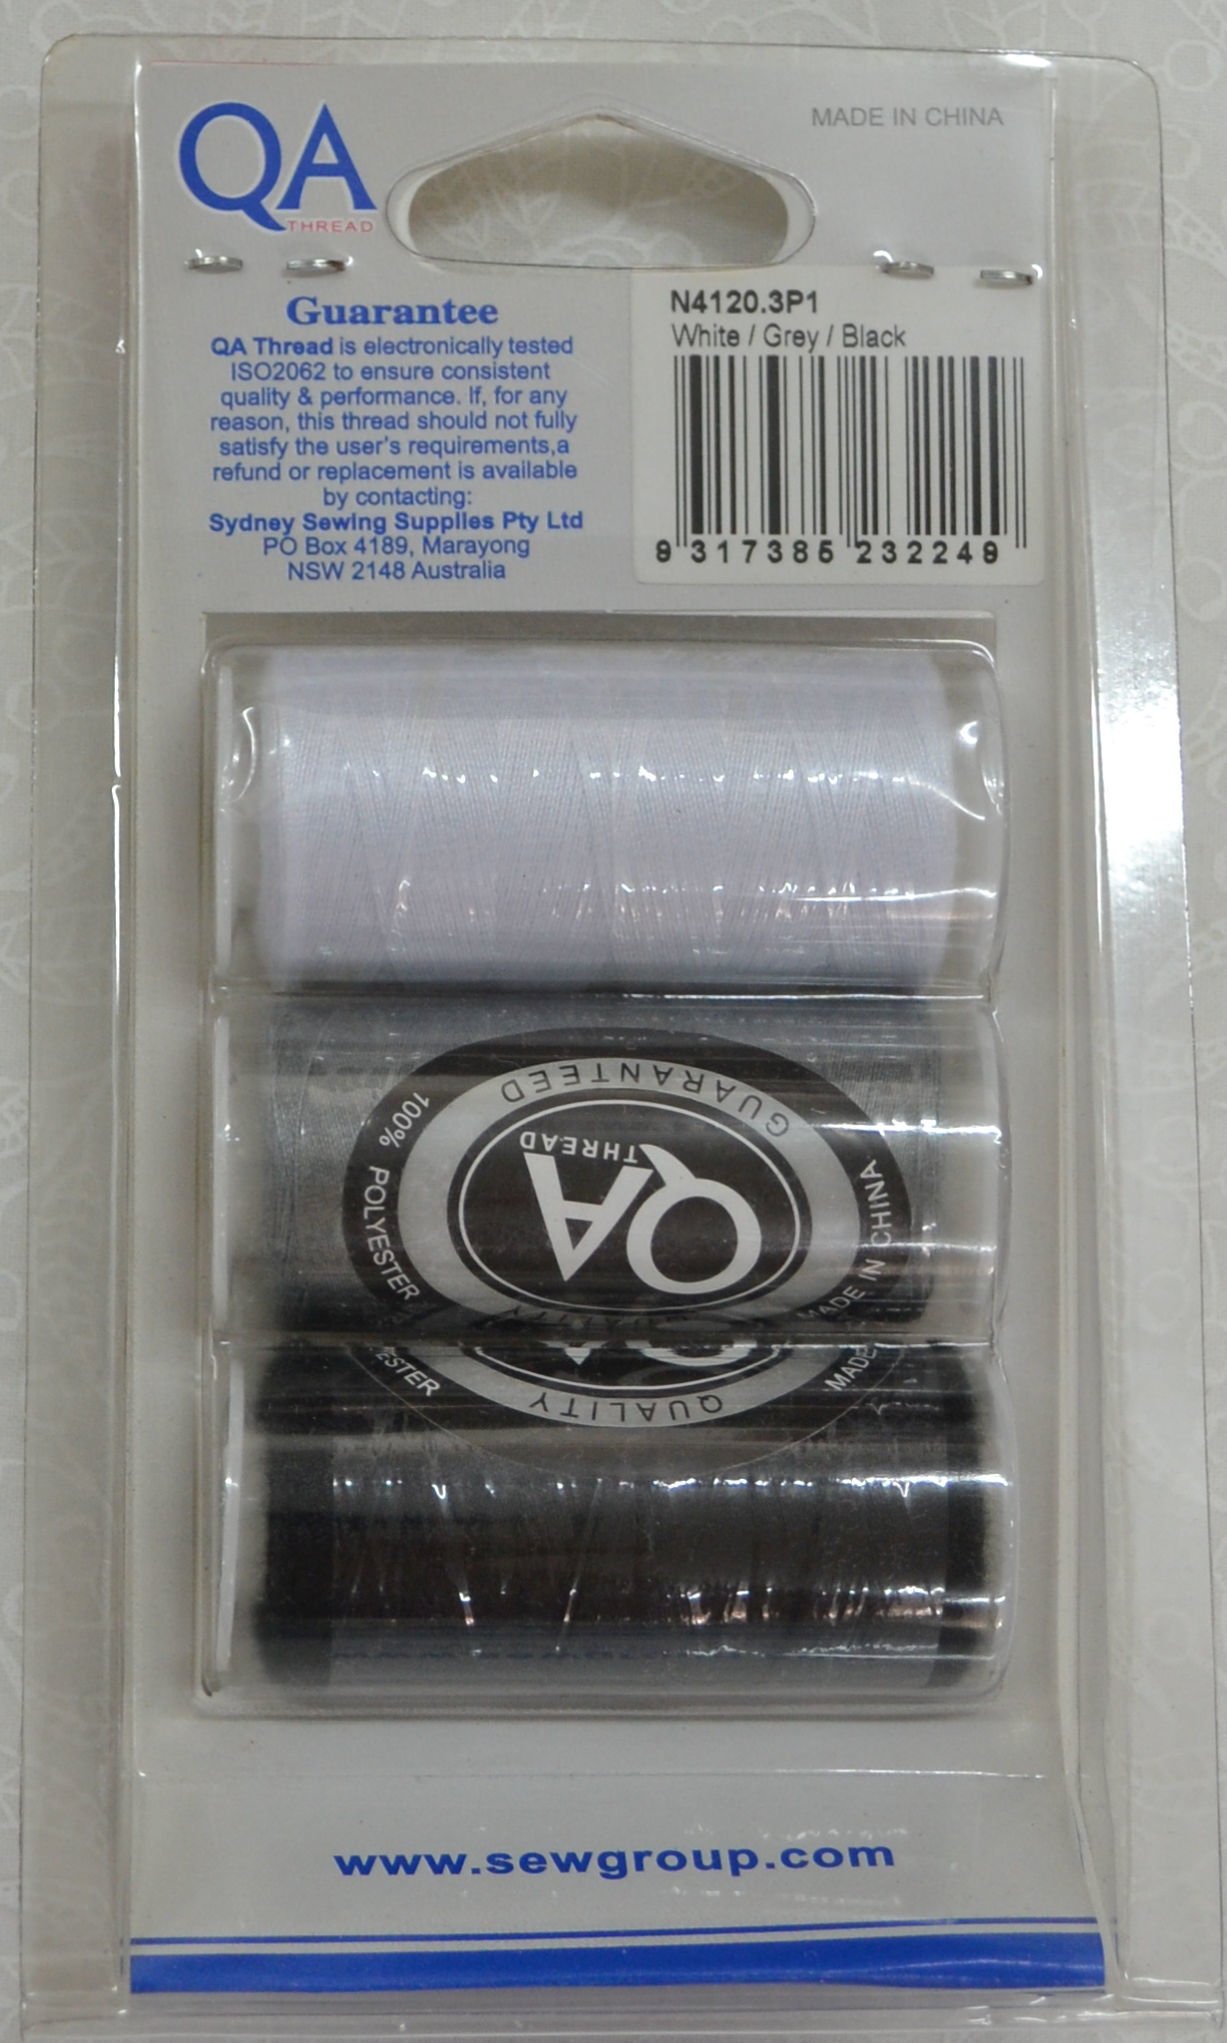 QA
THREAD
MADE IN CHINA
Guarantee
QA Thread is electronically tested
ISO2062 to ensure consistent
quality & performance. If, for any
reason, this thread should not fully
satisfy the user's requirements,a
refund or replacement is available
by contacting:
Sydney Sewing Supplies Pty Ltd
PO Box 4189, Marayong
NSW 2148 Australia
N4120.3P1
White / Grey / Black
9 317385 232249
GUARANTEED
100% POLYESTER
QA
THREAD
MADE IN CHINA
QUALITY
ESTER
MADE
www.sewgroup.com